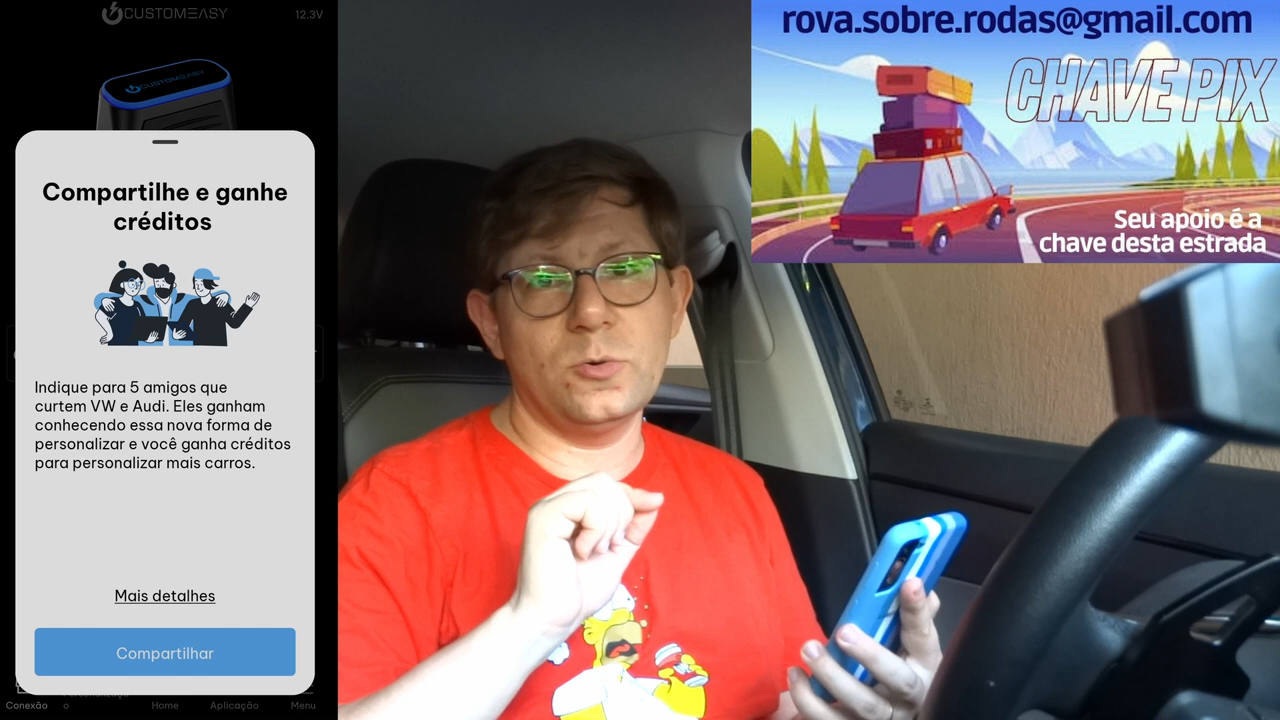 CUSTOMEASY
12.3V
CUSTOMEASY
Compartilhe e ganhe
créditos
Indique para 5 amigos que
curtem VW e Audi. Eles ganham
conhecendo essa nova forma de
personalizar e você ganha créditos
para personalizar mais carros.
Mais detalhes
Compartilhar
Conexão
o
Home
Aplicação
Menu
rova.sobre.rodas@gmail.com
CHAVE PIX
Seu apoio é a
chave desta estrada